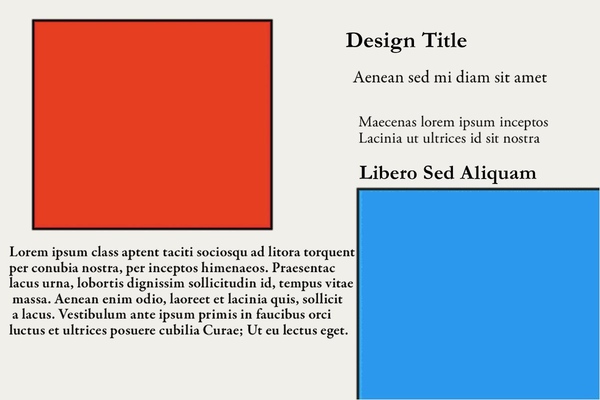 Design Title
Aenean sed mi diam sit amet
Maecenas lorem ipsum inceptos
Lacinia ut ultrices id sit nostra
Libero Sed Aliquam
Lorem ipsum class aptent taciti sociosqu ad litora torquent
per conubia nostra, per inceptos himenaeos. Praesentac
lacus urna, lobortis dignissim sollicitudin id, tempus vitae
massa. Aenean enim odio, laoreet et lacinia quis, sollicit
a lacus. Vestibulum ante ipsum primis in faucibus orci
luctus et ultrices posuere cubilia Curae; Ut eu lectus eget.